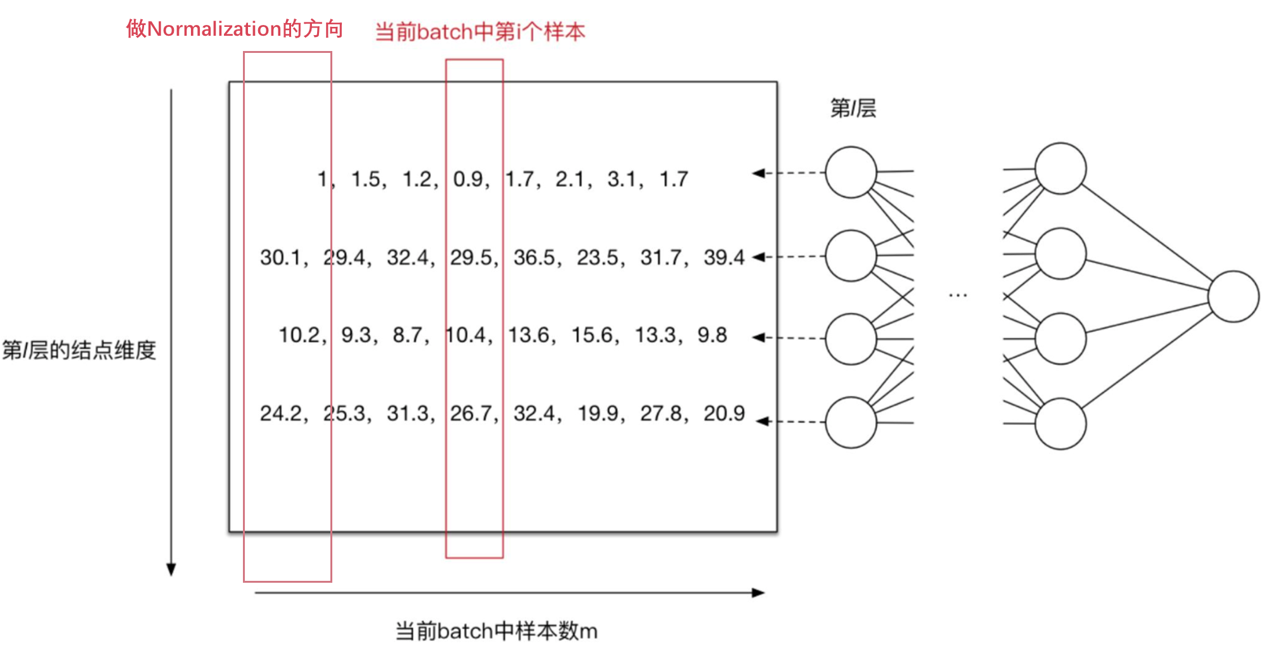 做Normalization的方向
当前batch中第i个样本
第l层
1, 1.5, 1.2, 0.9, 1.7, 2.1, 3.1, 1.7
30.1, 29.4, 32.4, 29.5, 36.5, 23.5, 31.7, 39.4
...
10.2, 9.3, 8.7, 10.4, 13.6, 15.6, 13.3, 9.8
第l层的结点维度
24.2, 25.3, 31.3, 26.7, 32.4, 19.9, 27.8, 20.9
当前batch中样本数m